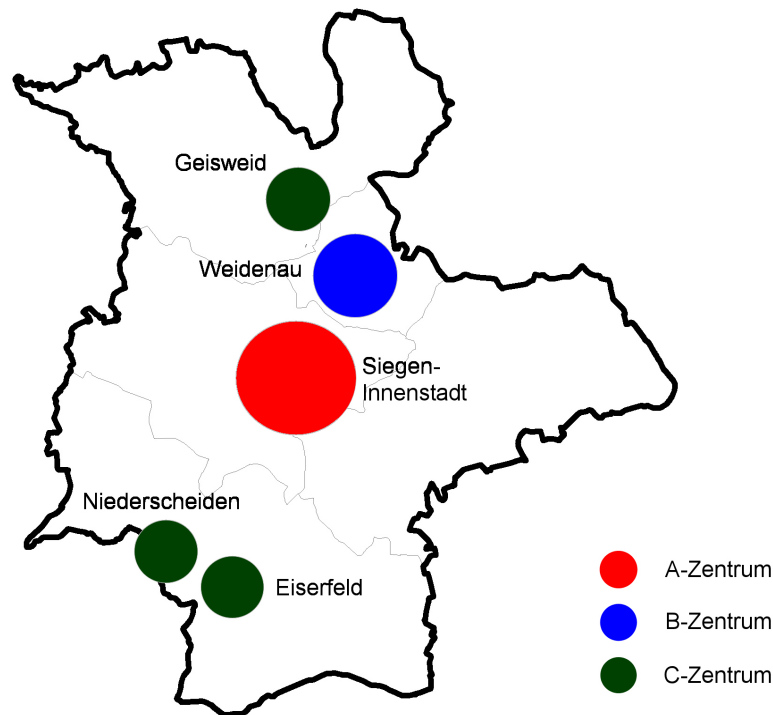 Geisweid
Weidenau
Siegen-
Innenstadt
Niederscheiden
Eiserfeld
A-Zentrum
B-Zentrum
C-Zentrum